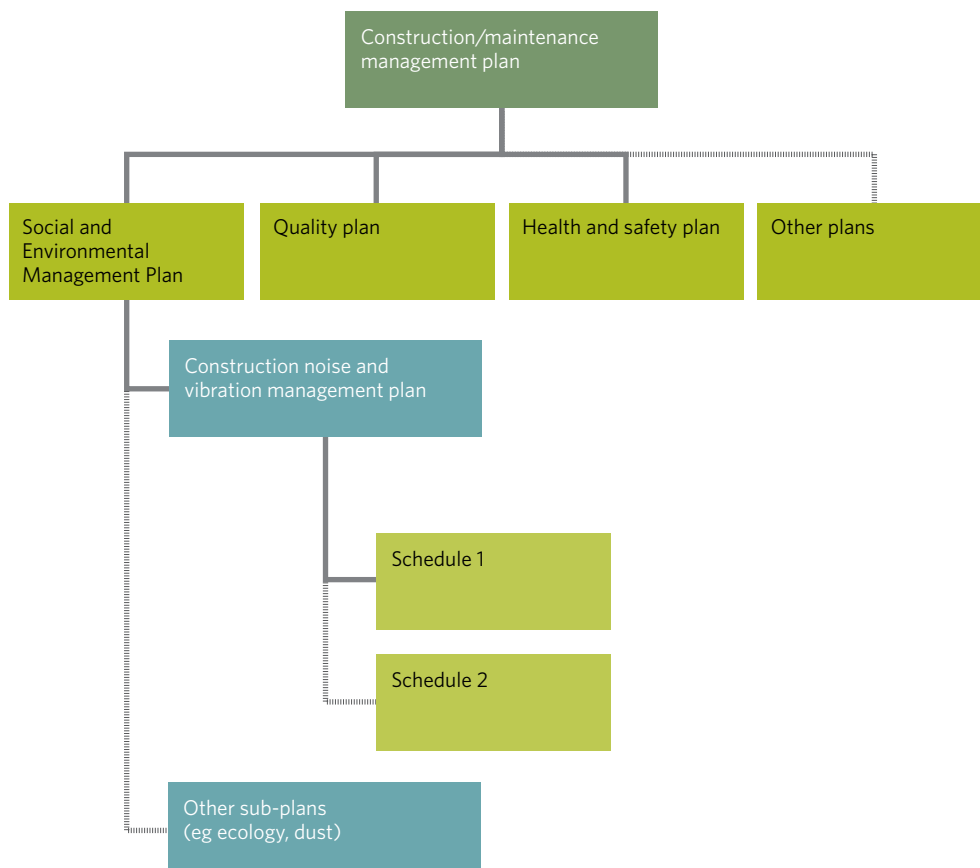 Construction/maintenance
management plan
Social and
Environmental
Management Plan
Quality plan
Health and safety plan
Other plans
Construction noise and
vibration management plan
Schedule 1
Schedule 2
Other sub-plans
(eg ecology, dust)